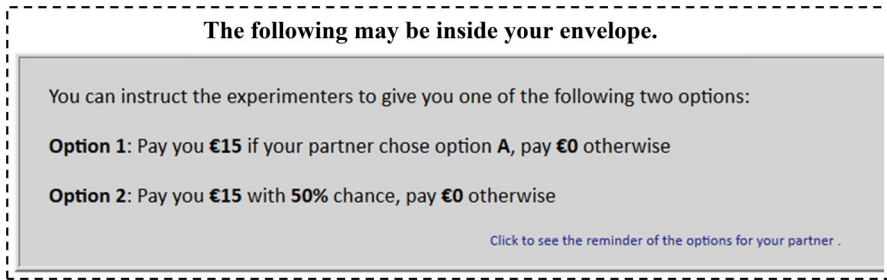 The following may be inside your envelope.
You can instruct the experimenters to give you one of the following two options:
Option 1: Pay you €15 if your partner chose option A, pay €0 otherwise
Option 2: Pay you €15 with 50% chance, pay €0 otherwise
Click to see the reminder of the options for your partner .